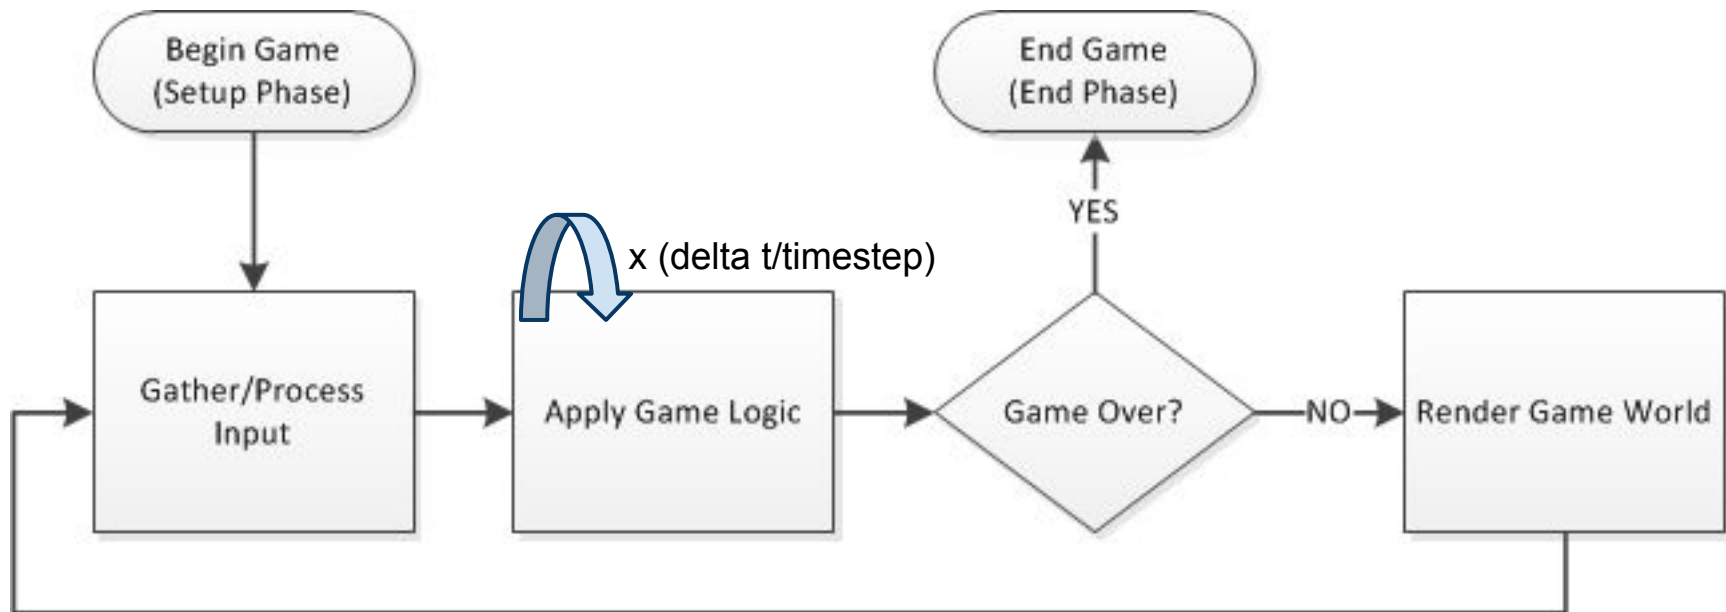 Begin Game
(Setup Phase)
End Game
(End Phase)
YES
x (delta t/timestep)
Gather/Process
Input
Apply Game Logic
Game Over?
NO
Render Game World